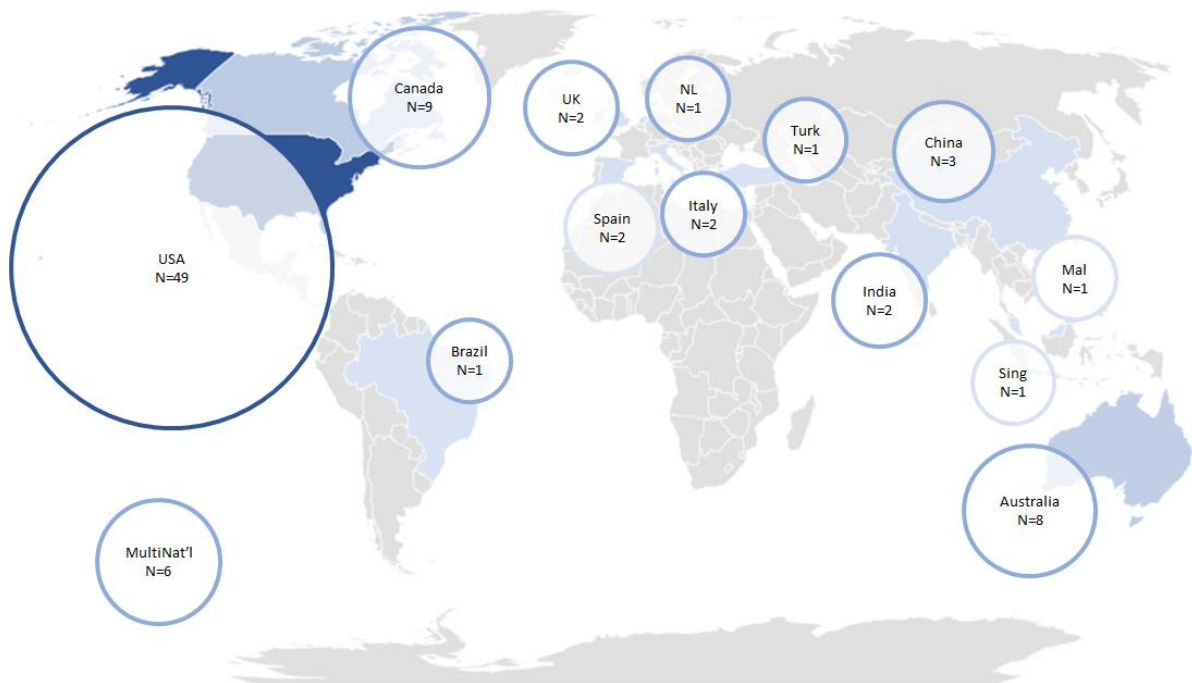 Canada
N=9
UK
N=2
NL
N=1
Turk
N=1
China
N=3
Spain
N=2
Italy
N=2
USA
N=49
India
N=2
Mal
N=1
Brazil
N=1
Sing
N=1
Australia
N=8
MultiNat'l
N=6